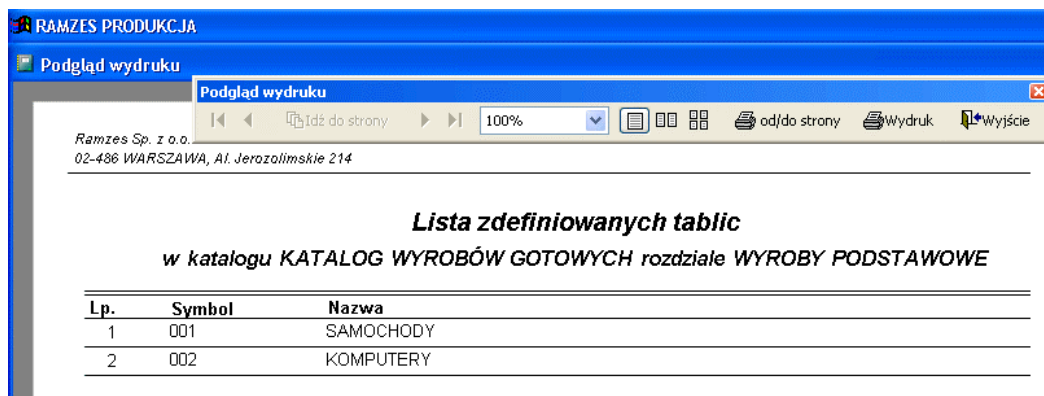 RAMZES PRODUKCJA
Podgląd wydruku
Podgląd wydruku
Idź do strony 100% od/do strony Wydruk Wyjście
Ramzes Sp. z o.o.
02-486 WARSZAWA, Al. Jerozolimskie 214
Lista zdefiniowanych tablic
w katalogu KATALOG WYROBÓW GOTOWYCH rozdziale WYROBY PODSTAWOWE
Lp. Symbol Nazwa
1 001 SAMOCHODY
2 002 KOMPUTERY